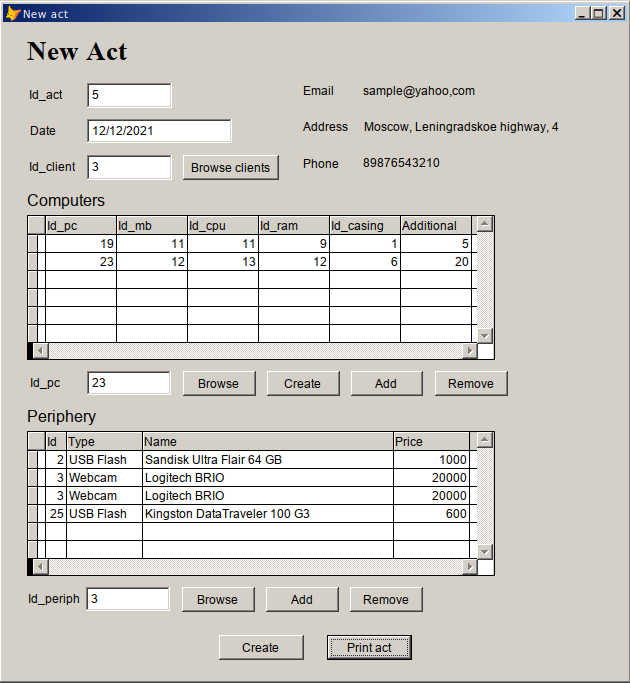 New act
New Act
Id_act 5
Email sample@yahoo,com
Date 12/12/2021
Address Moscow, Leningradskoe highway, 4
Id_client 3 Browse clients
Phone 89876543210
Computers
Id_pc Id_mb Id_cpu Id_ram Id_casing Additional
19 11 11 9 1 5
23 12 13 12 6 20
Id_pc 23 Browse Create Add Remove
Periphery
Id Type Name Price
2 USB Flash Sandisk Ultra Flair 64 GB 1000
3 Webcam Logitech BRIO 20000
3 Webcam Logitech BRIO 20000
25 USB Flash Kingston DataTraveler 100 G3 600
Id_periph 3 Browse Add Remove
Create Print act